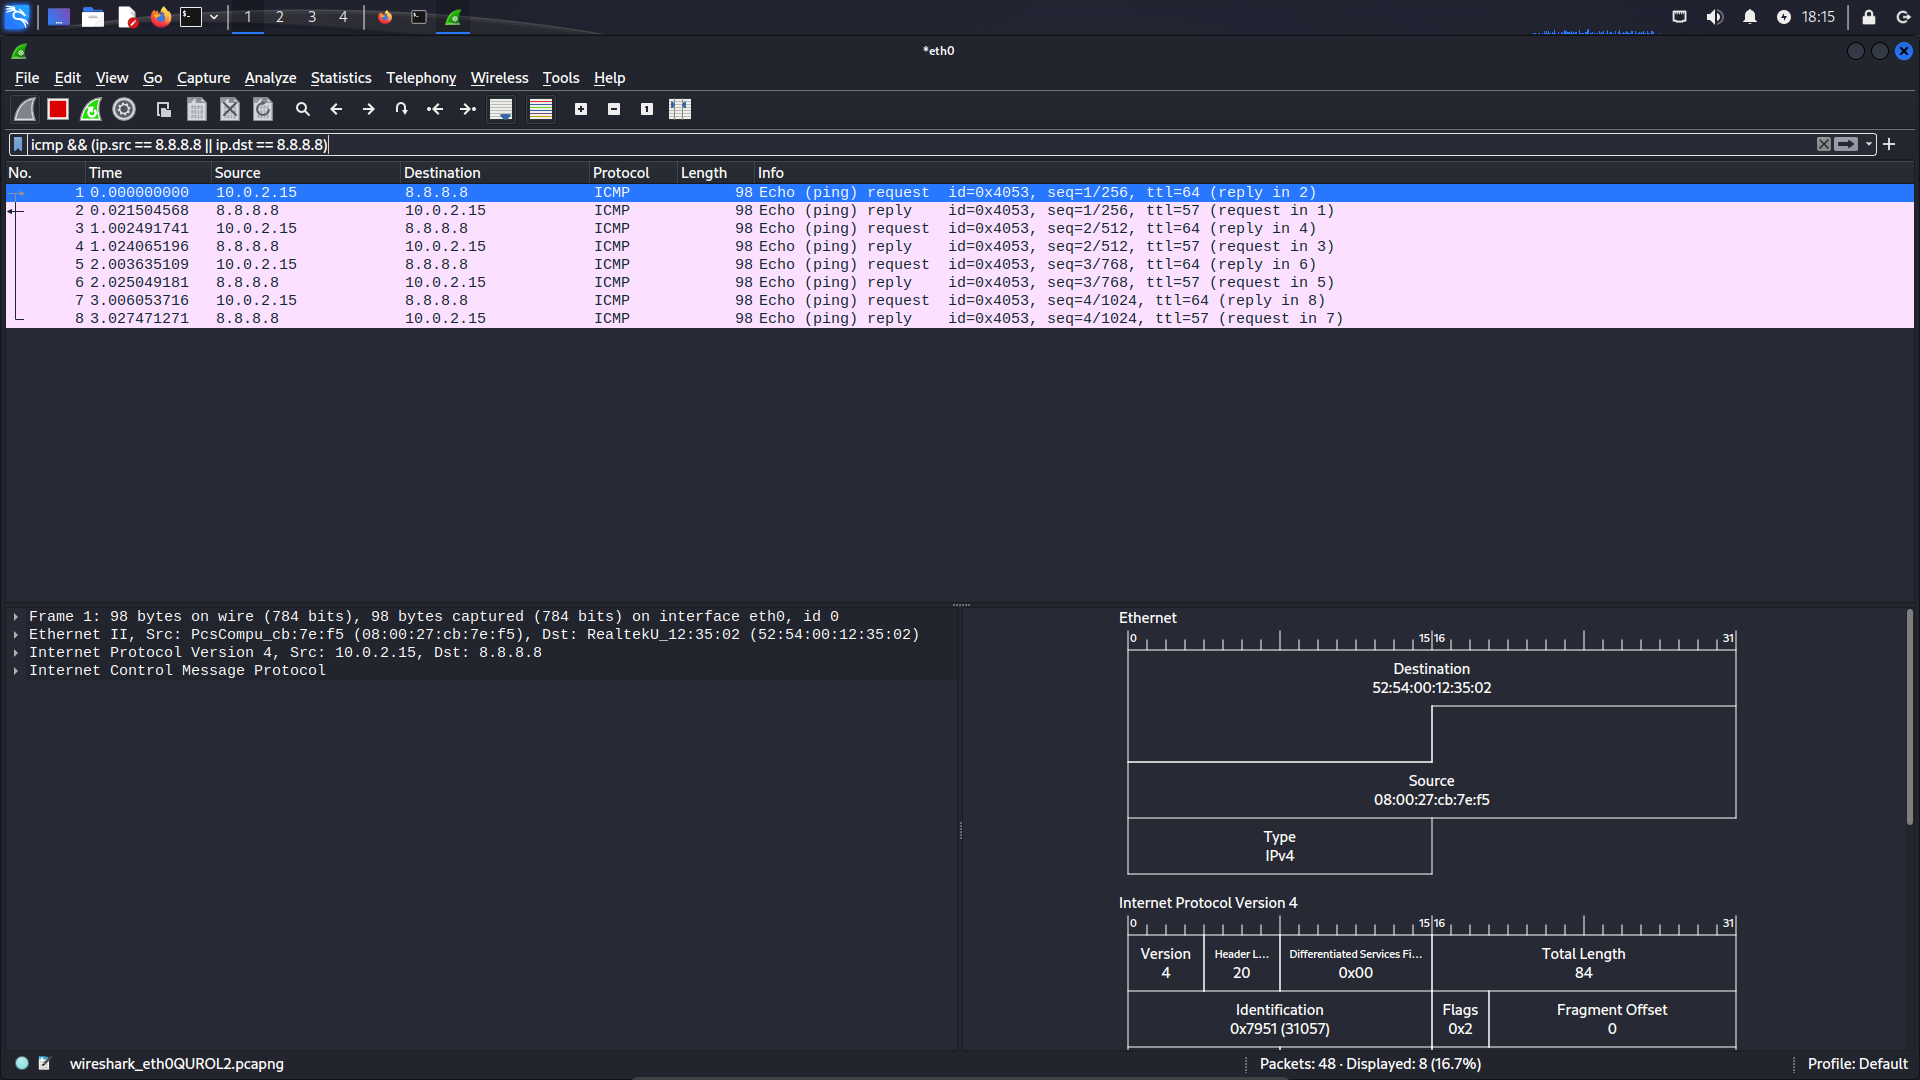 1 2 3 4 18:15
*eth0
File Edit View Go Capture Analyze Statistics Telephony Wireless Tools Help
icmp && (ip.src == 8.8.8.8 || ip.dst == 8.8.8.8)
No. Time Source Destination Protocol Length Info
1 0.000000000 10.0.2.15 8.8.8.8 ICMP 98 Echo (ping) request id=0x4053, seq=1/256, ttl=64 (reply in 2)
2 0.021504568 8.8.8.8 10.0.2.15 ICMP 98 Echo (ping) reply id=0x4053, seq=1/256, ttl=57 (request in 1)
3 1.002491741 10.0.2.15 8.8.8.8 ICMP 98 Echo (ping) request id=0x4053, seq=2/512, ttl=64 (reply in 4)
4 1.024065196 8.8.8.8 10.0.2.15 ICMP 98 Echo (ping) reply id=0x4053, seq=2/512, ttl=57 (request in 3)
5 2.003635109 10.0.2.15 8.8.8.8 ICMP 98 Echo (ping) request id=0x4053, seq=3/768, ttl=64 (reply in 6)
6 2.025049181 8.8.8.8 10.0.2.15 ICMP 98 Echo (ping) reply id=0x4053, seq=3/768, ttl=57 (request in 5)
7 3.006053716 10.0.2.15 8.8.8.8 ICMP 98 Echo (ping) request id=0x4053, seq=4/1024, ttl=64 (reply in 8)
8 3.027471271 8.8.8.8 10.0.2.15 ICMP 98 Echo (ping) reply id=0x4053, seq=4/1024, ttl=57 (request in 7)
Frame 1: 98 bytes on wire (784 bits), 98 bytes captured (784 bits) on interface eth0, id 0
Ethernet II, Src: PcsCompu_cb:7e:f5 (08:00:27:cb:7e:f5), Dst: RealtekU_12:35:02 (52:54:00:12:35:02)
Internet Protocol Version 4, Src: 10.0.2.15, Dst: 8.8.8.8
Internet Control Message Protocol
Ethernet
0 15 16 31
Destination
52:54:00:12:35:02
Source
08:00:27:cb:7e:f5
Type
IPv4
Internet Protocol Version 4
0 15 16 31
Version Header L... Differentiated Services Fi... Total Length
4 20 0x00 84
Identification Flags Fragment Offset
0x7951 (31057) 0x2 0
wireshark_eth0QUROL2.pcapng Packets: 48 · Displayed: 8 (16.7%) Profile: Default